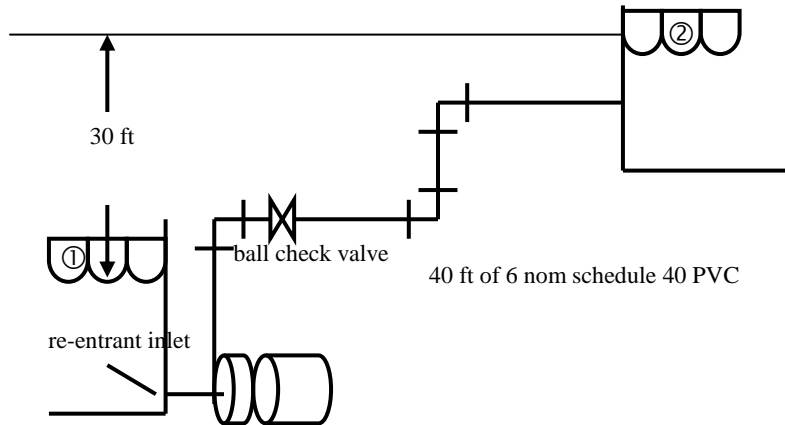 ②
30 ft
①
ball check valve
40 ft of 6 nom schedule 40 PVC
re-entrant inlet